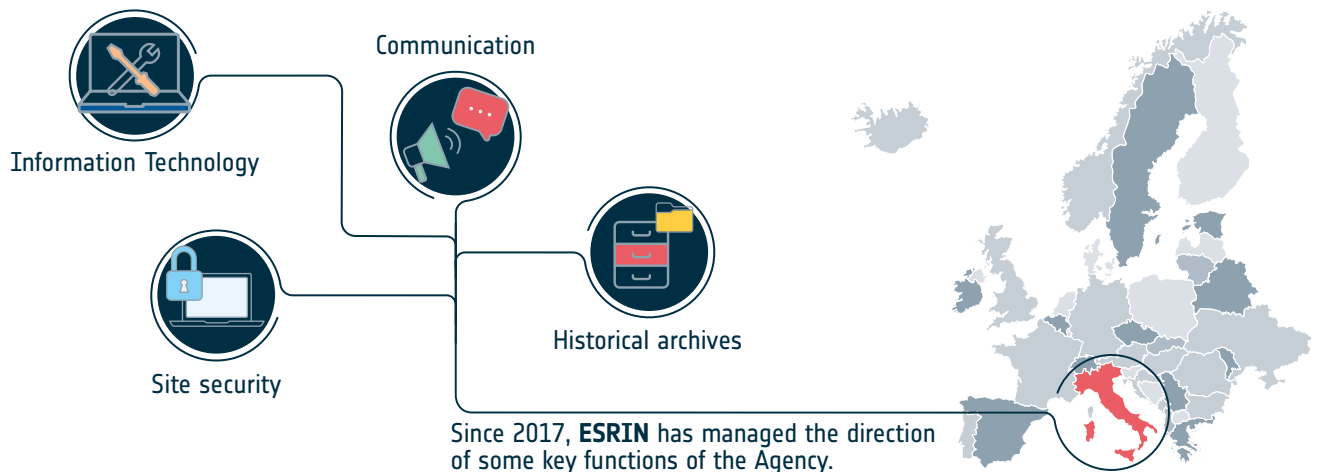 Communication
Information Technology
Historical archives
Site security
Since 2017, ESRIN has managed the direction
of some key functions of the Agency.